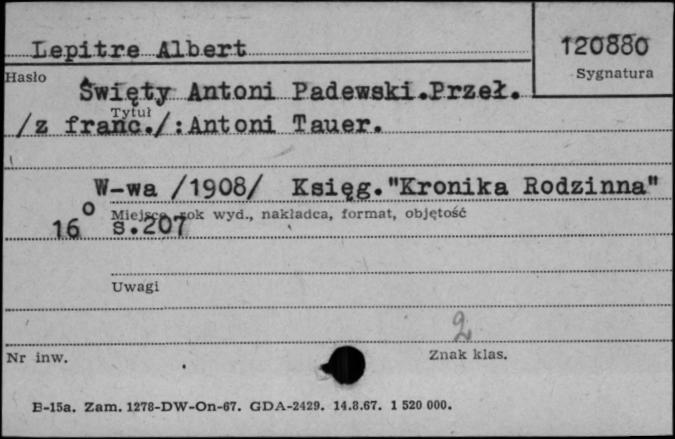 Lepitre Albert
120880
Hasło
Sygnatura
Święty Antoni Padewski.Przeł.
Tytuł
/z franc./:Antoni Tauer.
W-wa /1908/ Księg."Kronika Rodzinna"
Miejsce, rok wyd., nakładca, format, objętość
16° s.207
Uwagi
2
Nr inw.
Znak klas.
B-15a. Zam. 1278-DW-On-67. GDA-2429. 14.8.67. 1 520 000.